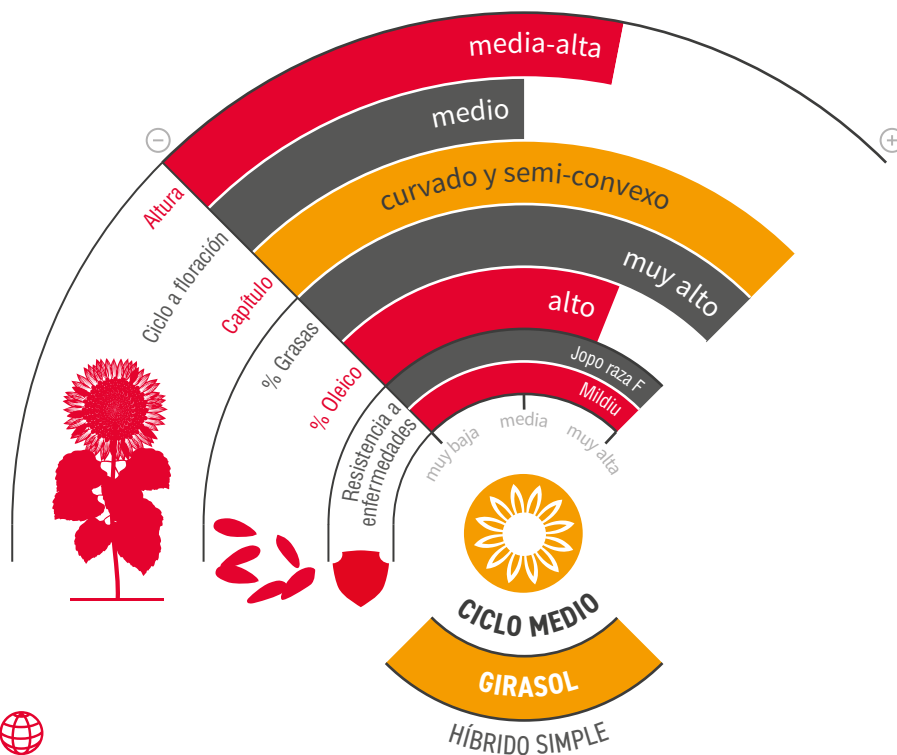 media-alta
medio
curvado y semi-convexo
muy alto
alto
Jopo raza F
Mildiu
−
+
Altura
Ciclo a floración
Capítulo
% Grasas
% Oleico
Resistencia a
enfermedades
muy baja
media
muy alta
CICLO MEDIO
GIRASOL
HÍBRIDO SIMPLE